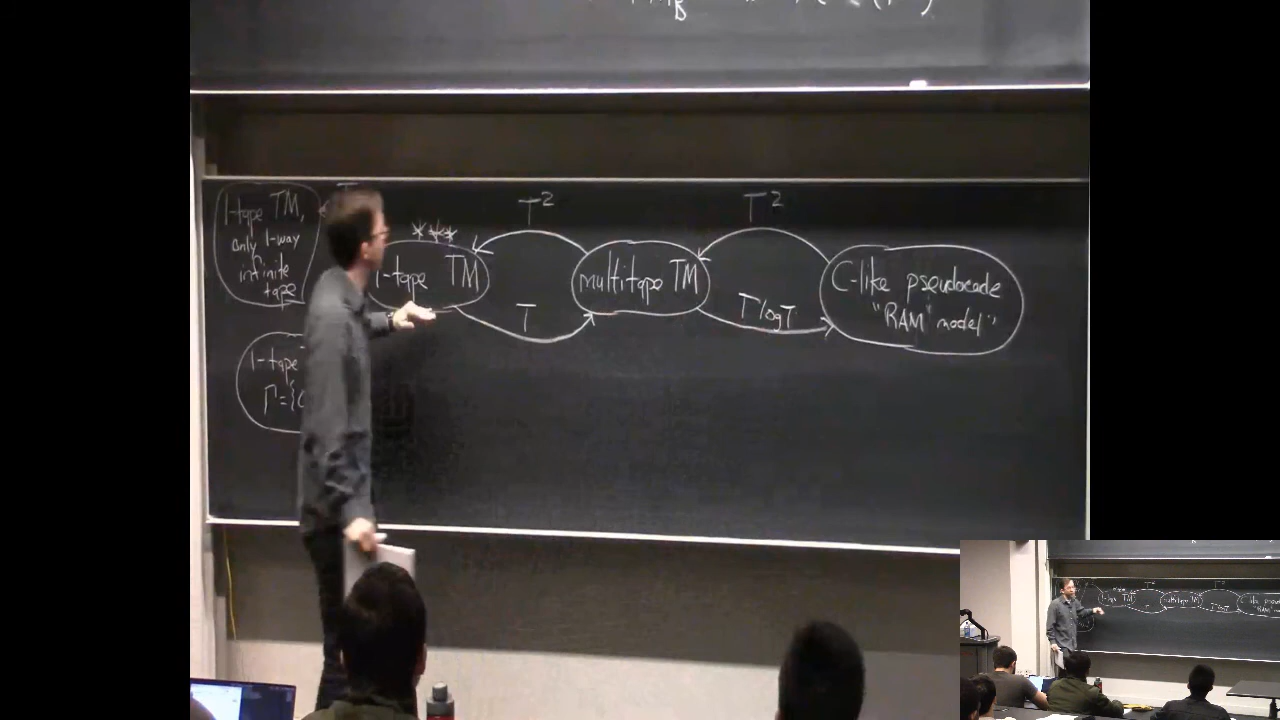 1-tape TM,
only 1-way
infinite
tape
T
***
1-tape TM
T²
T
multitape TM
T²
T log T
C-like pseudocode
"RAM" model"
1-tape
Γ={0